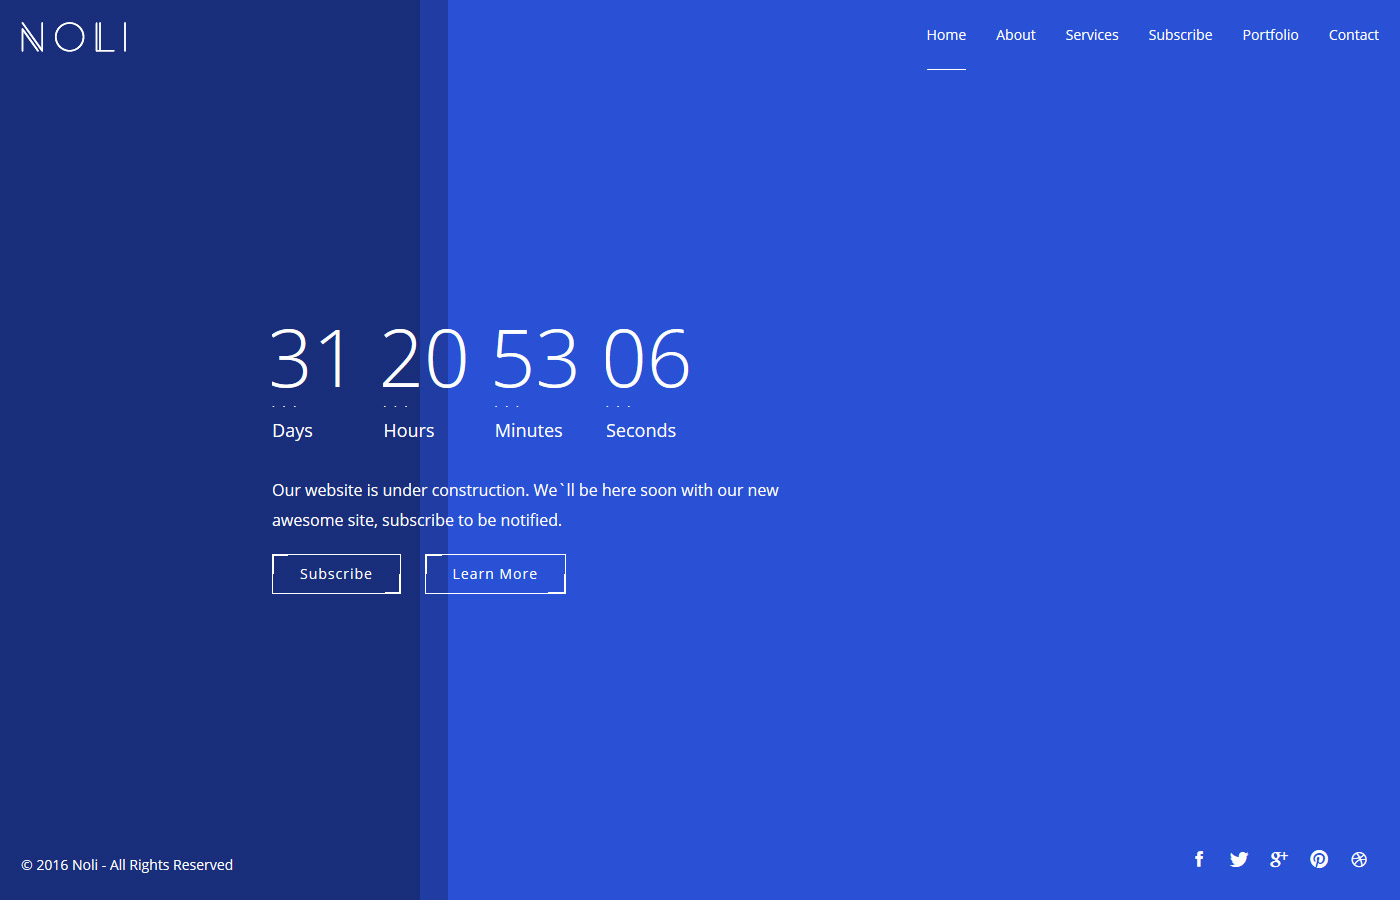 NOLI
Home About Services Subscribe Portfolio Contact
31 20 53 06
Days Hours Minutes Seconds
Our website is under construction. We`ll be here soon with our new
awesome site, subscribe to be notified.
Subscribe Learn More
© 2016 Noli - All Rights Reserved